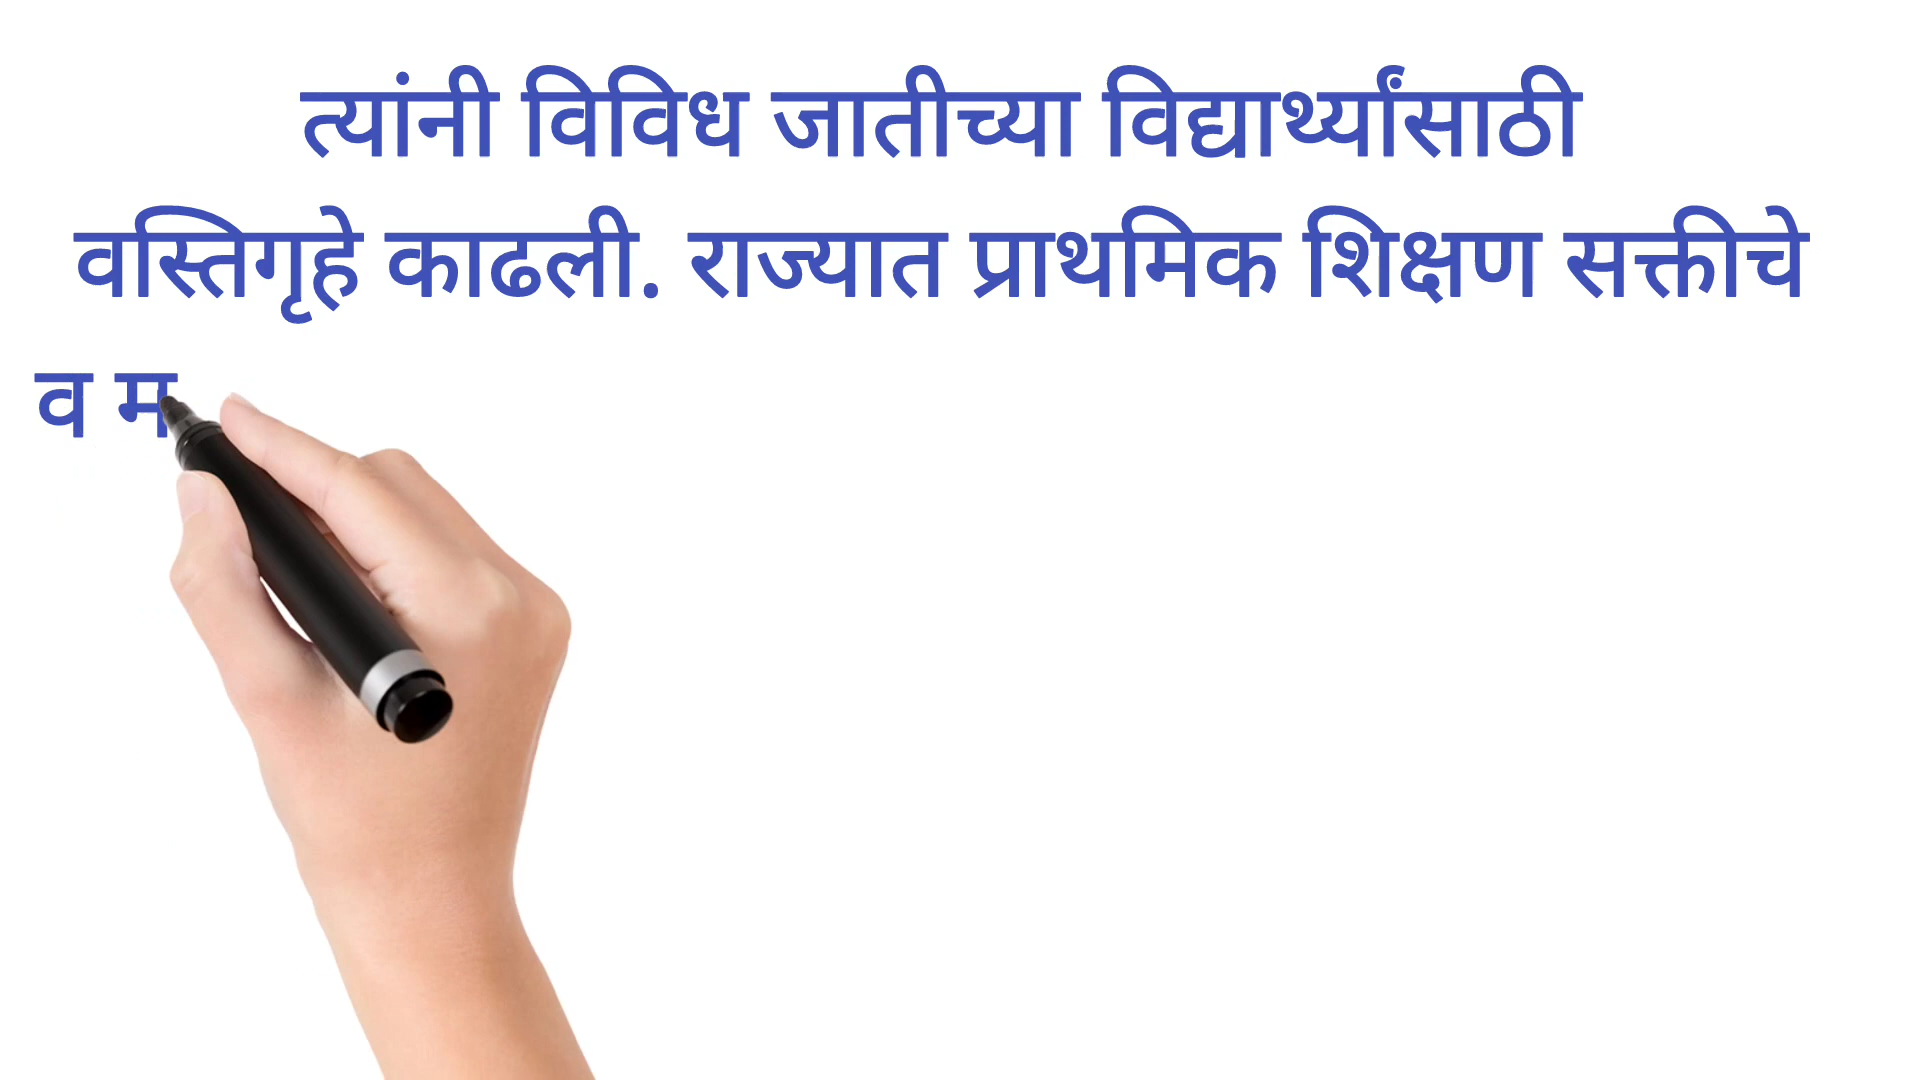 त्यांनी विविध जातीच्या विद्यार्थ्यांसाठी
वस्तिगृहे काढली. राज्यात प्राथमिक शिक्षण सक्तीचे
व म